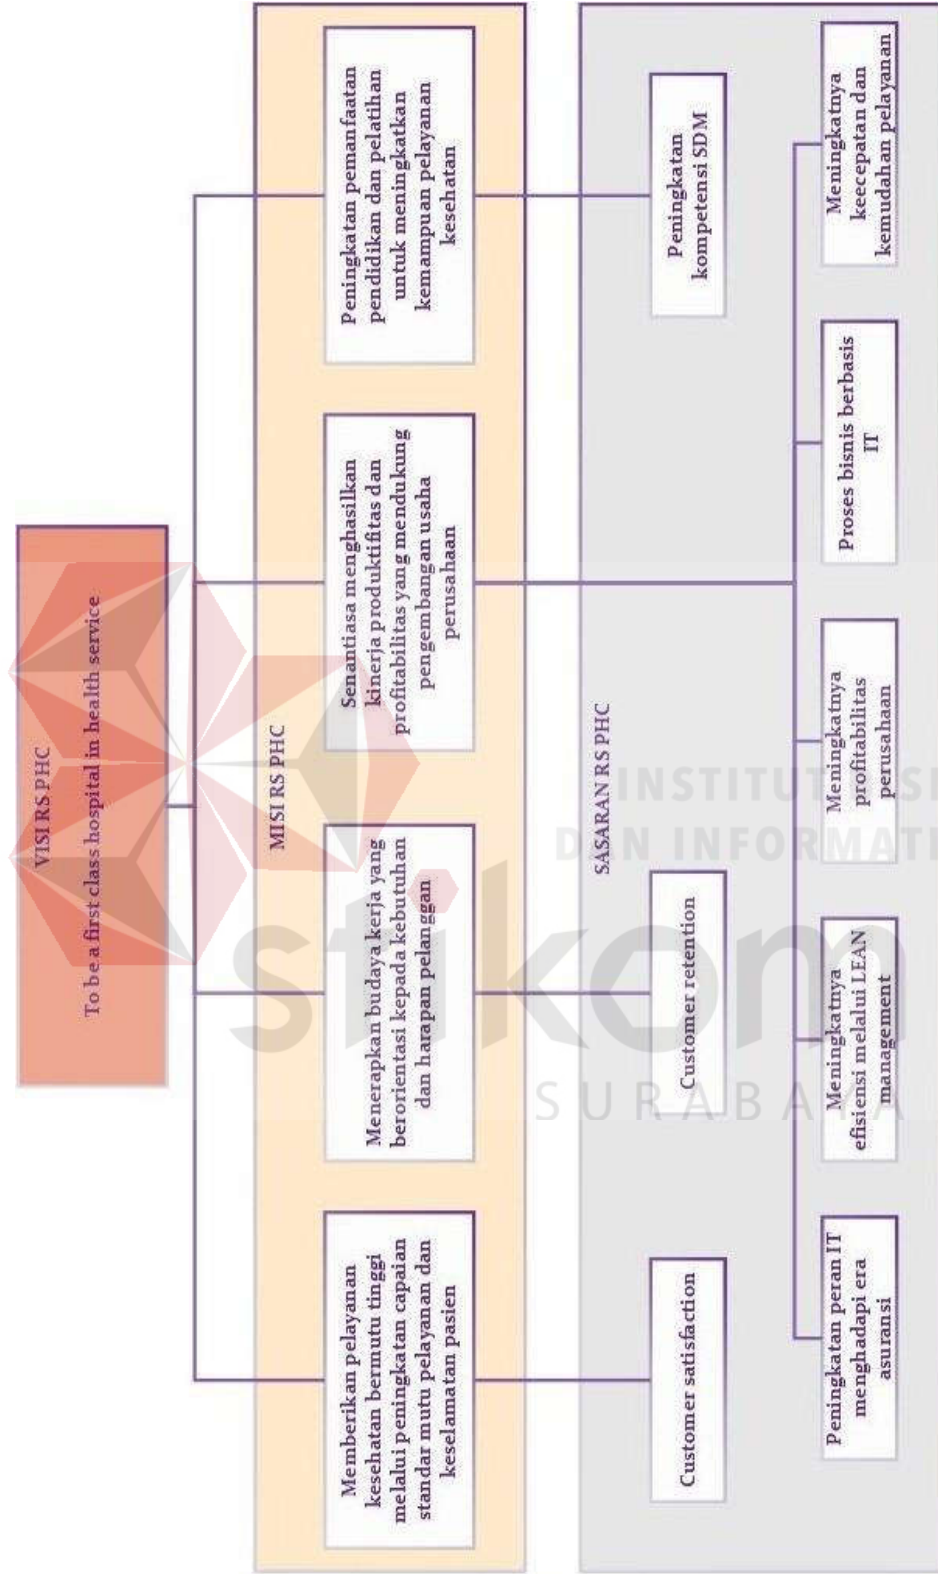 VISI RS PHC
To be a first class hospital in health service
MISI RS PHC
Memberikan pelayanan
kesehatan bermutu tinggi
melalui peningkatan capaian
standar mutu pelayanan dan
keselamatan pasien
Menerapkan budaya kerja yang
berorientasi kepada kebutuhan
dan harapan pelanggan
Senantiasa menghasilkan
kinerja produktifitas dan
profitabilitas yang mendukung
pengembangan usaha
perusahaan
Peningkatan pemanfaatan
pendidikan dan pelatihan
untuk meningkatkan
kemampuan pelayanan
kesehatan
SASARAN RS PHC
Customer satisfaction
Customer retention
Peningkatan
kompetensi SDM
Peningkatan peran IT
menghadapi era
asuransi
Meningkatnya
efisiensi melalui LEAN
management
Meningkatnya
profitabilitas
perusahaan
Proses bisnis berbasis
IT
Meningkatnya
keecepatan dan
kemudahan pelayanan
INSTITUT
DAN INFORMATI
stikom
SURABAYA